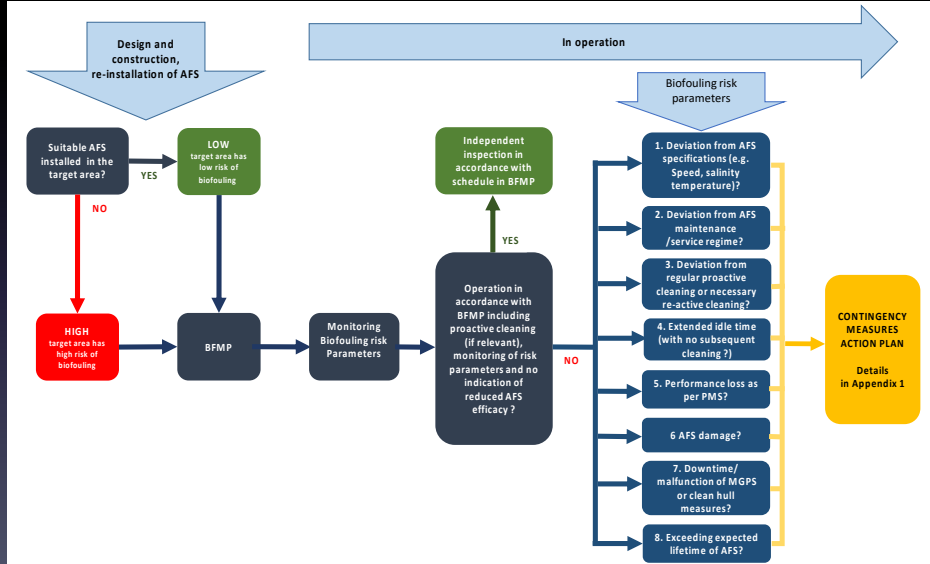 Design and
construction,
re-installation of AFS
In operation
Biofouling risk
parameters
Suitable AFS
installed in the
target area?
YES
LOW
target area has
low risk of
biofouling
NO
HIGH
target area has
high risk of
biofouling
BFMP
Monitoring
Biofouling risk
Parameters
Independent
inspection in
accordance with
schedule in BFMP
YES
Operation in
accordance with
BFMP including
proactive cleaning
(if relevant),
monitoring of risk
parameters and no
indication of
reduced AFS
efficacy ?
NO
1. Deviation from AFS
specifications (e.g.
Speed, salinity
temperature)?
2. Deviation from AFS
maintenance
/service regime?
3. Deviation from
regular proactive
cleaning or necessary
re-active cleaning?
4. Extended idle time
(with no subsequent
cleaning ?)
5. Performance loss as
per PMS?
6 AFS damage?
7. Downtime/
malfunction of MGPS
or clean hull
measures?
8. Exceeding expected
lifetime of AFS?
CONTINGENCY
MEASURES
ACTION PLAN
Details
in Appendix 1